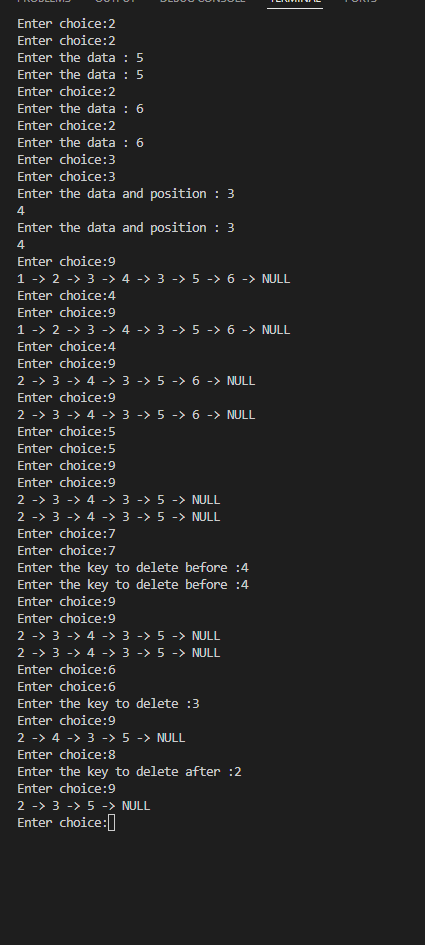 PROBLEMS OUTPUT DEBUG CONSOLE TERMINAL PORTS
Enter choice:2
Enter choice:2
Enter the data : 5
Enter the data : 5
Enter choice:2
Enter the data : 6
Enter choice:2
Enter the data : 6
Enter choice:3
Enter choice:3
Enter the data and position : 3
4
Enter the data and position : 3
4
Enter choice:9
1 -> 2 -> 3 -> 4 -> 3 -> 5 -> 6 -> NULL
Enter choice:4
Enter choice:9
1 -> 2 -> 3 -> 4 -> 3 -> 5 -> 6 -> NULL
Enter choice:4
Enter choice:9
2 -> 3 -> 4 -> 3 -> 5 -> 6 -> NULL
Enter choice:9
2 -> 3 -> 4 -> 3 -> 5 -> 6 -> NULL
Enter choice:5
Enter choice:5
Enter choice:9
Enter choice:9
2 -> 3 -> 4 -> 3 -> 5 -> NULL
2 -> 3 -> 4 -> 3 -> 5 -> NULL
Enter choice:7
Enter choice:7
Enter the key to delete before :4
Enter the key to delete before :4
Enter choice:9
Enter choice:9
2 -> 3 -> 4 -> 3 -> 5 -> NULL
2 -> 3 -> 4 -> 3 -> 5 -> NULL
Enter choice:6
Enter choice:6
Enter the key to delete :3
Enter choice:9
2 -> 4 -> 3 -> 5 -> NULL
Enter choice:8
Enter the key to delete after :2
Enter choice:9
2 -> 3 -> 5 -> NULL
Enter choice: